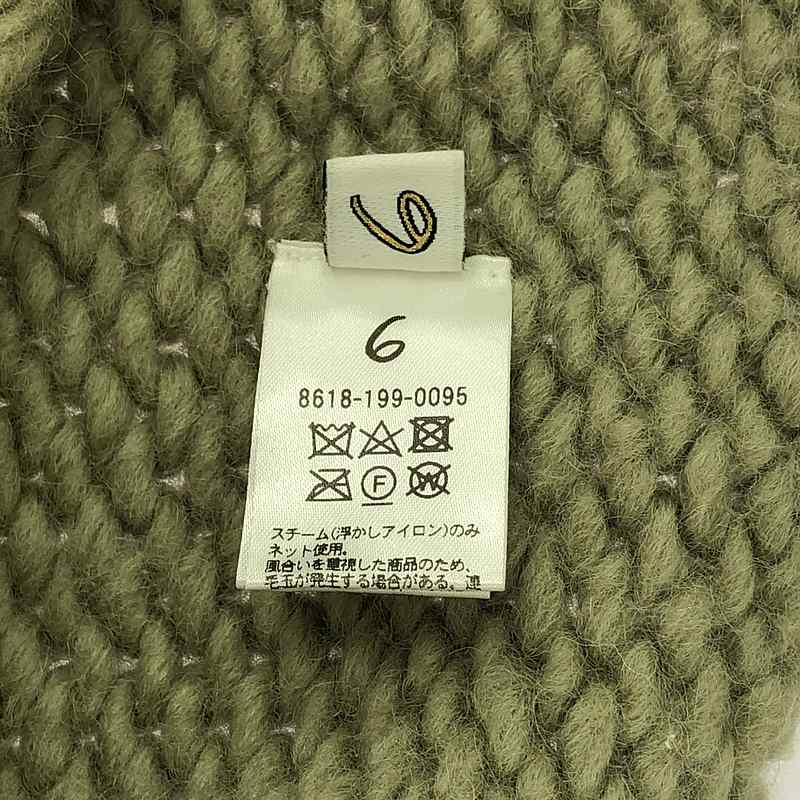 6
6
8618-199-0095
F
W
スチーム(浮かしアイロン)のみ
ネット使用。
風合いを重視した商品のため、
毛玉が発生する場合がある。連